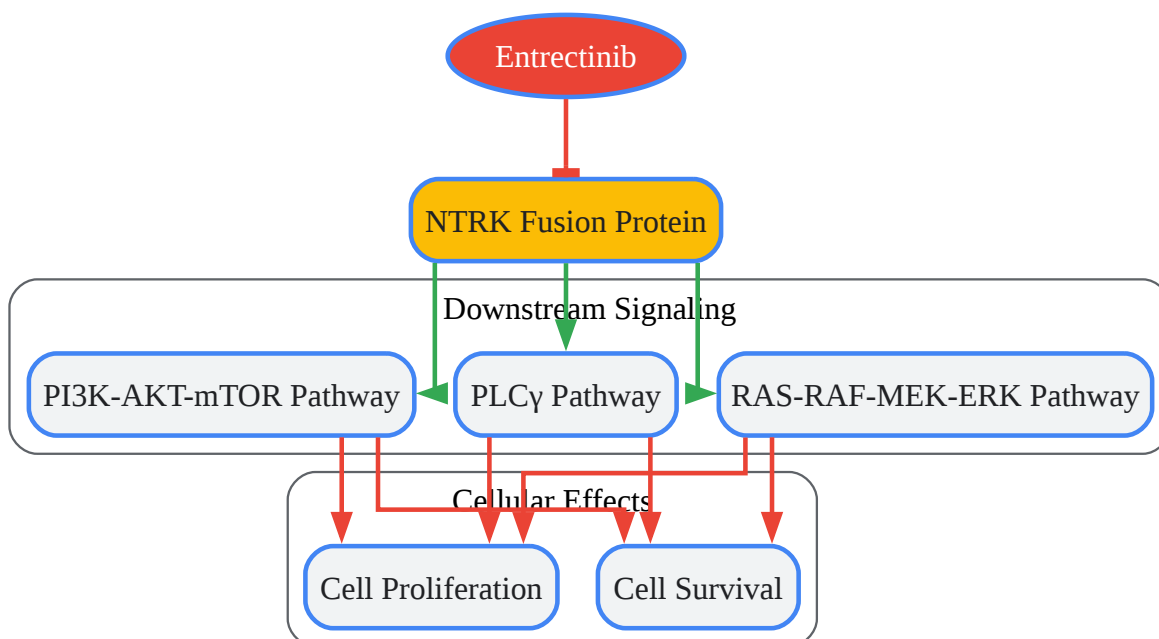 Entrectinib
NTRK Fusion Protein
Downstream Signaling
PI3K-AKT-mTOR Pathway
PLCγ Pathway
RAS-RAF-MEK-ERK Pathway
Cellular Effects
Cell Proliferation
Cell Survival